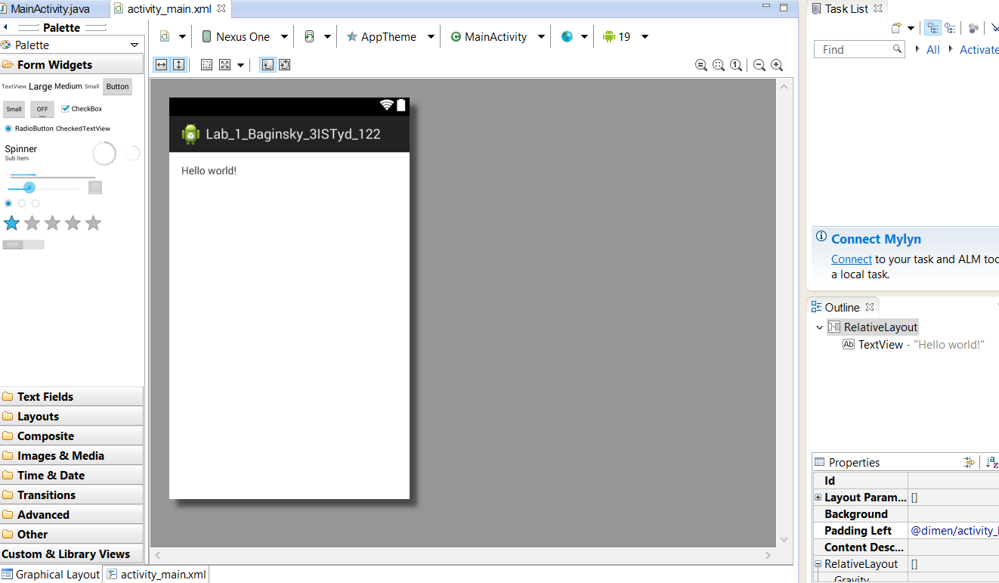 MainActivity.java
activity_main.xml
Palette
Palette
Form Widgets
TextView Large Medium Small Button
Small OFF CheckBox
RadioButton CheckedTextView
Spinner
Sub Item
OFF
Text Fields
Layouts
Composite
Images & Media
Time & Date
Transitions
Advanced
Other
Custom & Library Views
Graphical Layout
activity_main.xml
Nexus One
AppTheme
MainActivity
19
1
Lab_1_Baginsky_3ISTyd_122
Hello world!
Task List
Find
All
Activate
Connect Mylyn
Connect to your task and ALM too
a local task.
Outline
RelativeLayout
Ab TextView - "Hello world!"
Properties
Id
Layout Param... []
Background
Padding Left @dimen/activity_
Content Desc...
RelativeLayout []
Gravity